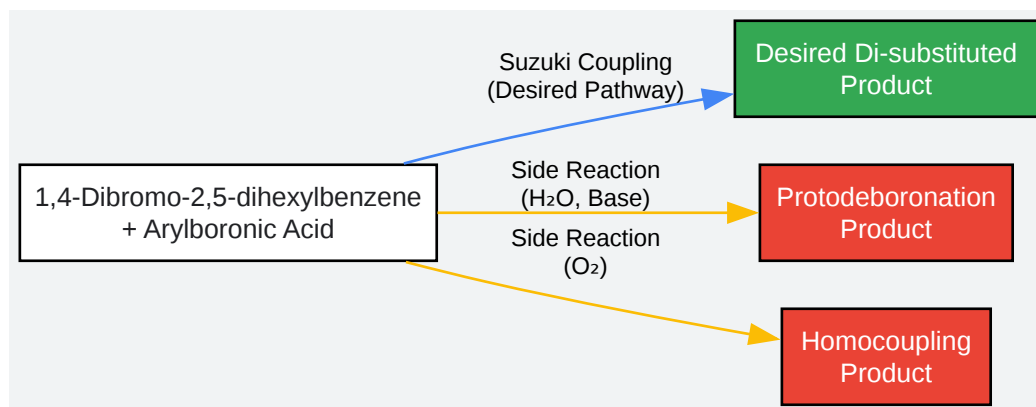 Desired Di-substituted
Product
Suzuki Coupling
(Desired Pathway)
1,4-Dibromo-2,5-dihexylbenzene
+ Arylboronic Acid
Side Reaction
(H₂O, Base)
Protodeboronation
Product
Side Reaction
(O₂)
Homocoupling
Product